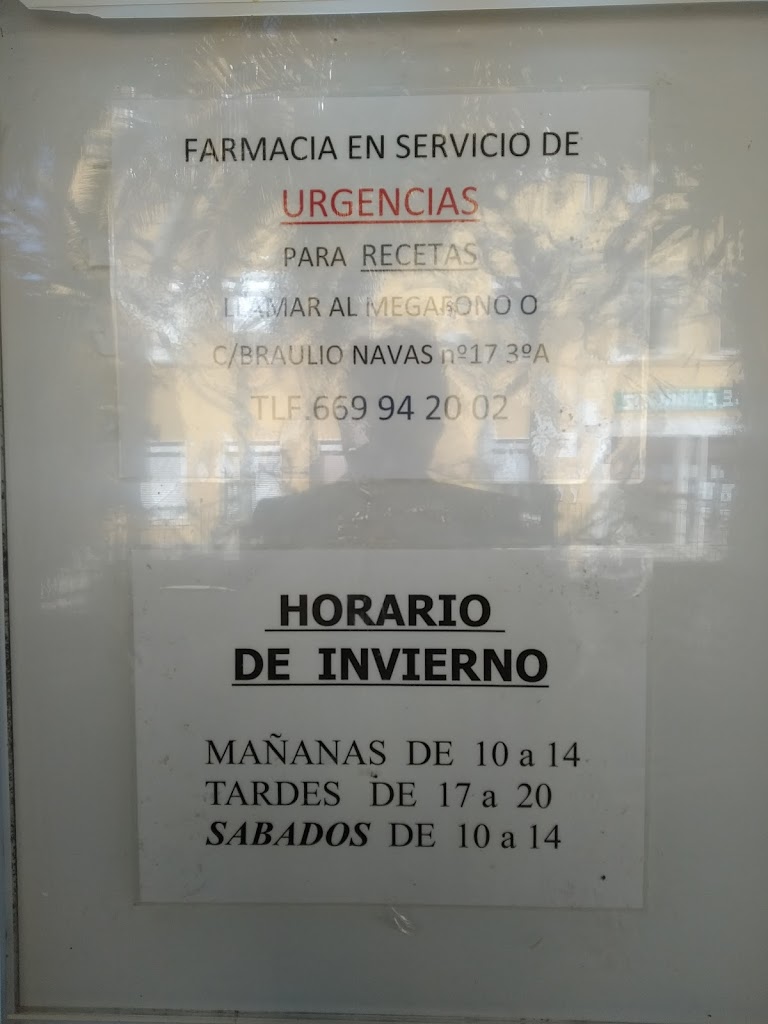 FARMACIA EN SERVICIO DE
URGENCIAS
PARA RECETAS
LLAMAR AL MEGAFONO O
C/BRAULIO NAVAS nº17 3ºA
TLF.669 94 20 02
HORARIO
DE INVIERNO
MAÑANAS DE 10 a 14
TARDES DE 17 a 20
SABADOS DE 10 a 14